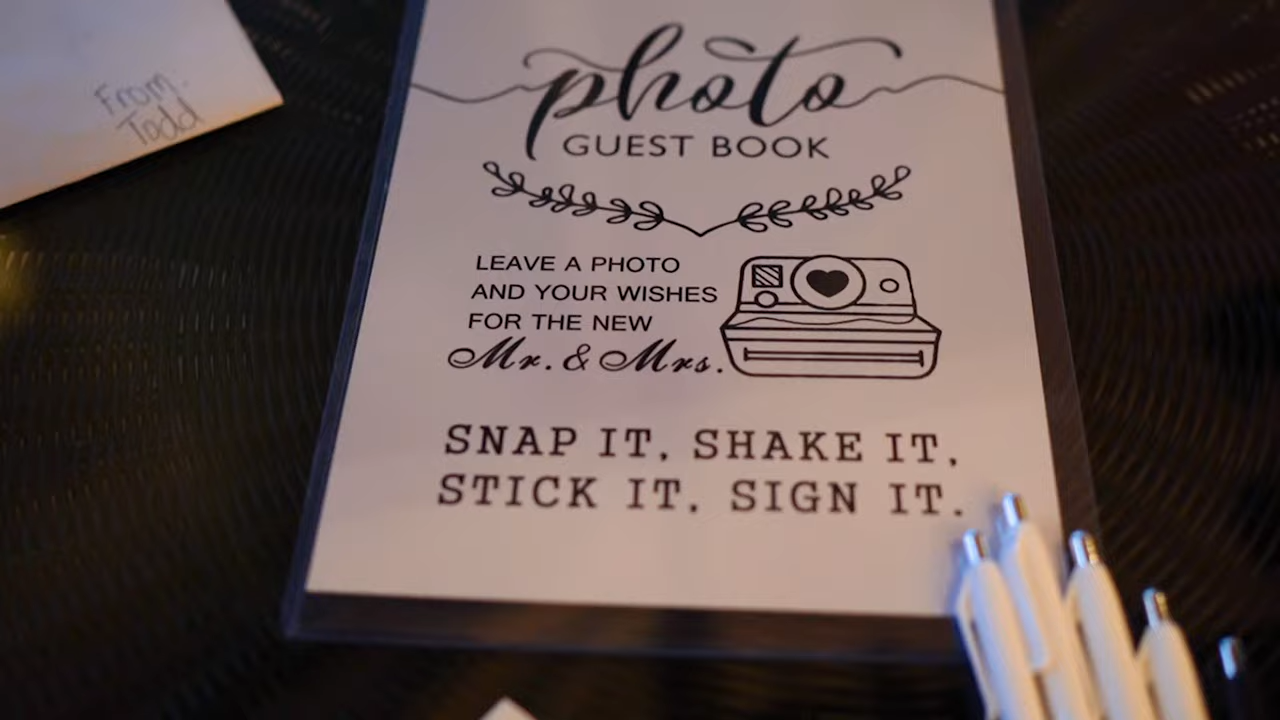 From.
Todd
photo
GUEST BOOK
LEAVE A PHOTO
AND YOUR WISHES
FOR THE NEW
Mr. & Mrs.
SNAP IT. SHAKE IT.
STICK IT. SIGN IT.